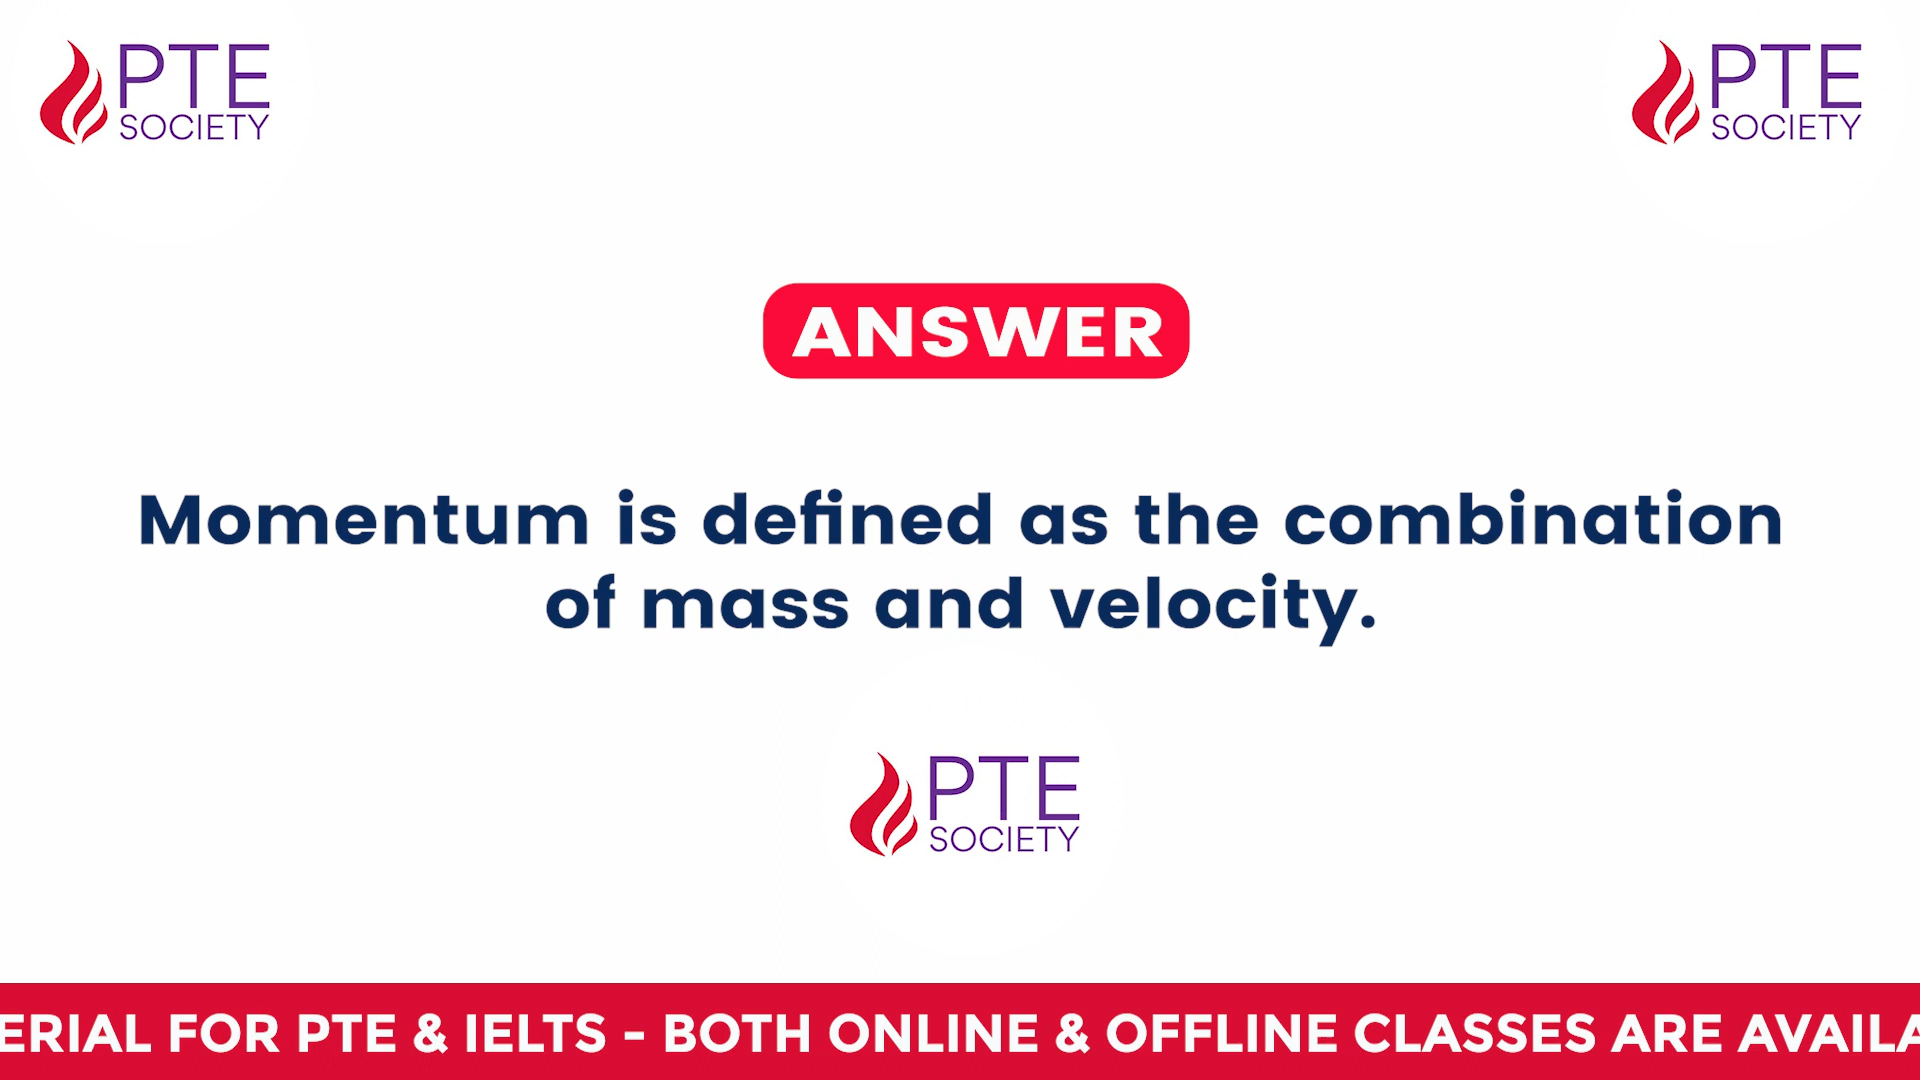 PTE
SOCIETY
PTE
SOCIETY
ANSWER
Momentum is defined as the combination
of mass and velocity.
PTE
SOCIETY
ERIAL FOR PTE & IELTS - BOTH ONLINE & OFFLINE CLASSES ARE AVAILA